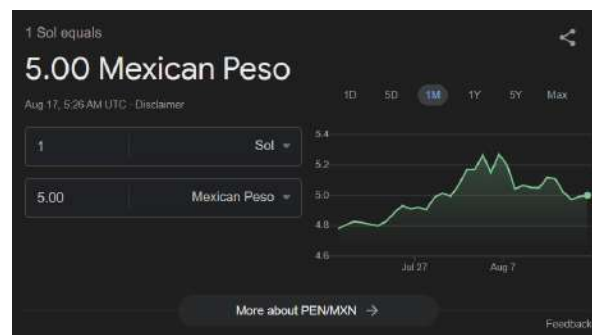 1 Sol equals
5.00 Mexican Peso
Aug 17, 5:26 AM UTC · Disclaimer
1D 5D 1M 1Y 5Y Max
1 Sol
5.00 Mexican Peso
5.4
5.2
5.0
4.8
4.6
Jul 27 Aug 7
More about PEN/MXN →
Feedback